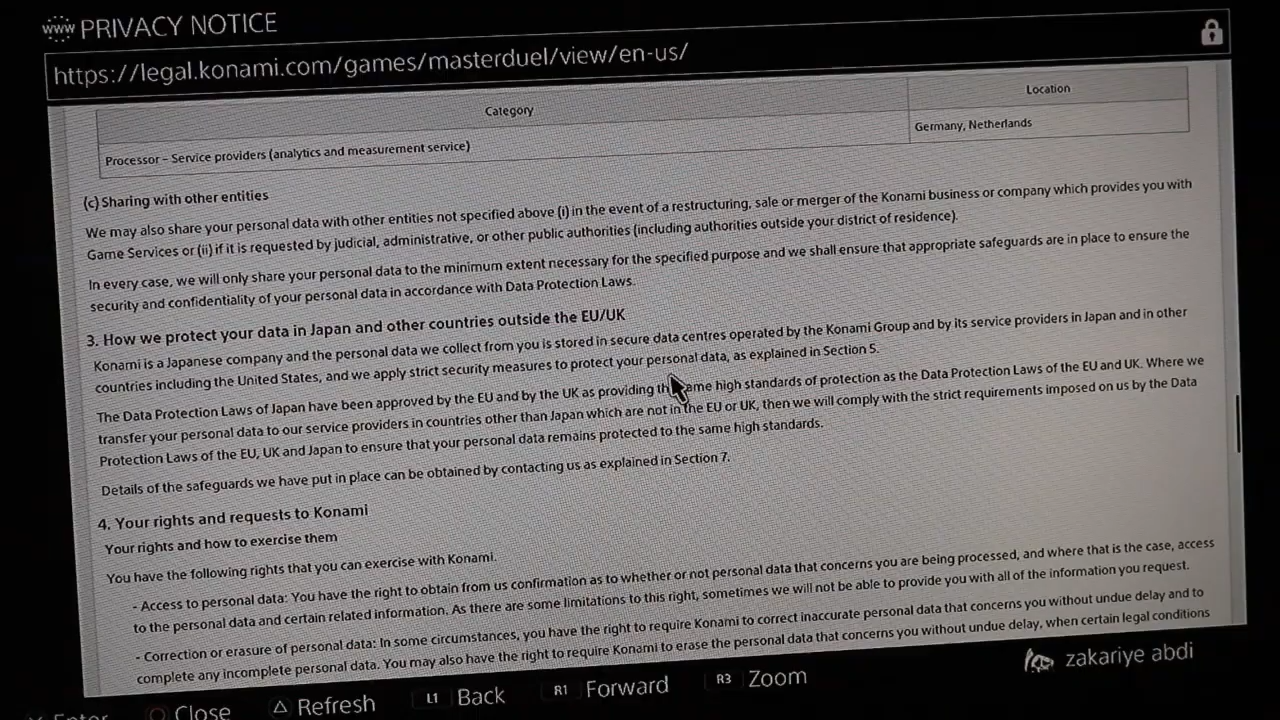 www PRIVACY NOTICE
https://legal.konami.com/games/masterduel/view/en-us/
Category
Location
Processor – Service providers (analytics and measurement service)
Germany, Netherlands
(c) Sharing with other entities
We may also share your personal data with other entities not specified above (i) in the event of a restructuring, sale or merger of the Konami business or company which provides you with
Game Services or (ii) if it is requested by judicial, administrative, or other public authorities (including authorities outside your district of residence).
In every case, we will only share your personal data to the minimum extent necessary for the specified purpose and we shall ensure that appropriate safeguards are in place to ensure the
security and confidentiality of your personal data in accordance with Data Protection Laws.
3. How we protect your data in Japan and other countries outside the EU/UK
Konami is a Japanese company and the personal data we collect from you is stored in secure data centres operated by the Konami Group and by its service providers in Japan and in other
countries including the United States, and we apply strict security measures to protect your personal data, as explained in Section 5.
The Data Protection Laws of Japan have been approved by the EU and by the UK as providing the same high standards of protection as the Data Protection Laws of the EU and UK. Where we
transfer your personal data to our service providers in countries other than Japan which are not in the EU or UK, then we will comply with the strict requirements imposed on us by the Data
Protection Laws of the EU, UK and Japan to ensure that your personal data remains protected to the same high standards.
Details of the safeguards we have put in place can be obtained by contacting us as explained in Section 7.
4. Your rights and requests to Konami
Your rights and how to exercise them
You have the following rights that you can exercise with Konami.
- Access to personal data: You have the right to obtain from us confirmation as to whether or not personal data that concerns you are being processed, and where that is the case, access
to the personal data and certain related information. As there are some limitations to this right, sometimes we will not be able to provide you with all of the information you request.
- Correction or erasure of personal data: In some circumstances, you have the right to require Konami to correct inaccurate personal data that concerns you without undue delay and to
complete any incomplete personal data. You may also have the right to require Konami to erase the personal data that concerns you without undue delay, when certain legal conditions
zakariye abdi
Enter Close Refresh L1 Back R1 Forward R3 Zoom